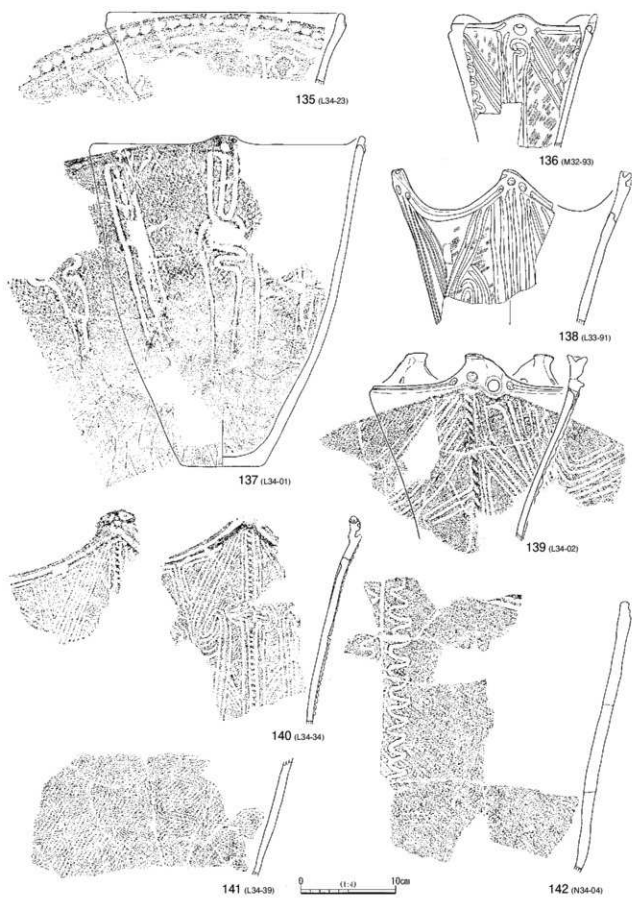 135 (L34-23)
136 (M32-93)
137 (L34-01)
138 (L33-91)
139 (L34-02)
140 (L34-34)
141 (L34-39)
142 (N34-04)
0 (1:4) 10cm